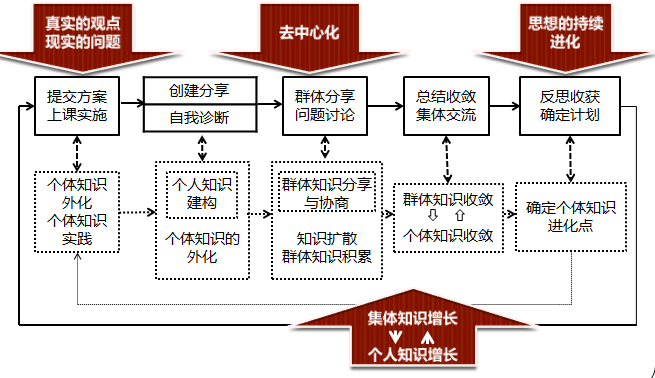 真实的观点
现实的问题
去中心化
思想的持续
进化
提交方案
上课实施
创建分享
自我诊断
群体分享
问题讨论
总结收敛
集体交流
反思收获
确定计划
个体知识
外化
个体知识
实践
个人知识
建构
个体知识的
外化
群体知识分享
与协商
知识扩散
群体知识积累
群体知识收敛
个体知识收敛
确定个体知识
进化点
集体知识增长
个人知识增长